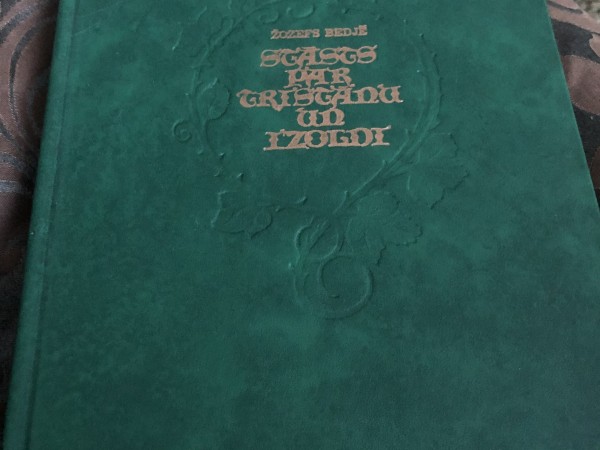 ŽOZEFS BEDJĒ
STĀSTS
PAR
TRISTANU
UN
IZOLDI